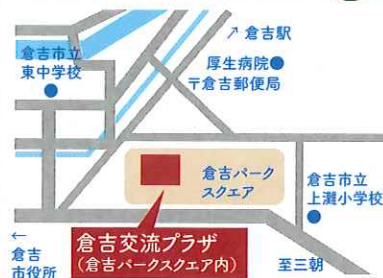 ↗ 倉吉駅
倉吉市立
東中学校
厚生病院
〒倉吉郵便局
倉吉パーク
スクエア
倉吉市立
上灘小学校
←
倉吉
市役所
倉吉交流プラザ
(倉吉パークスクエア内)
至三朝